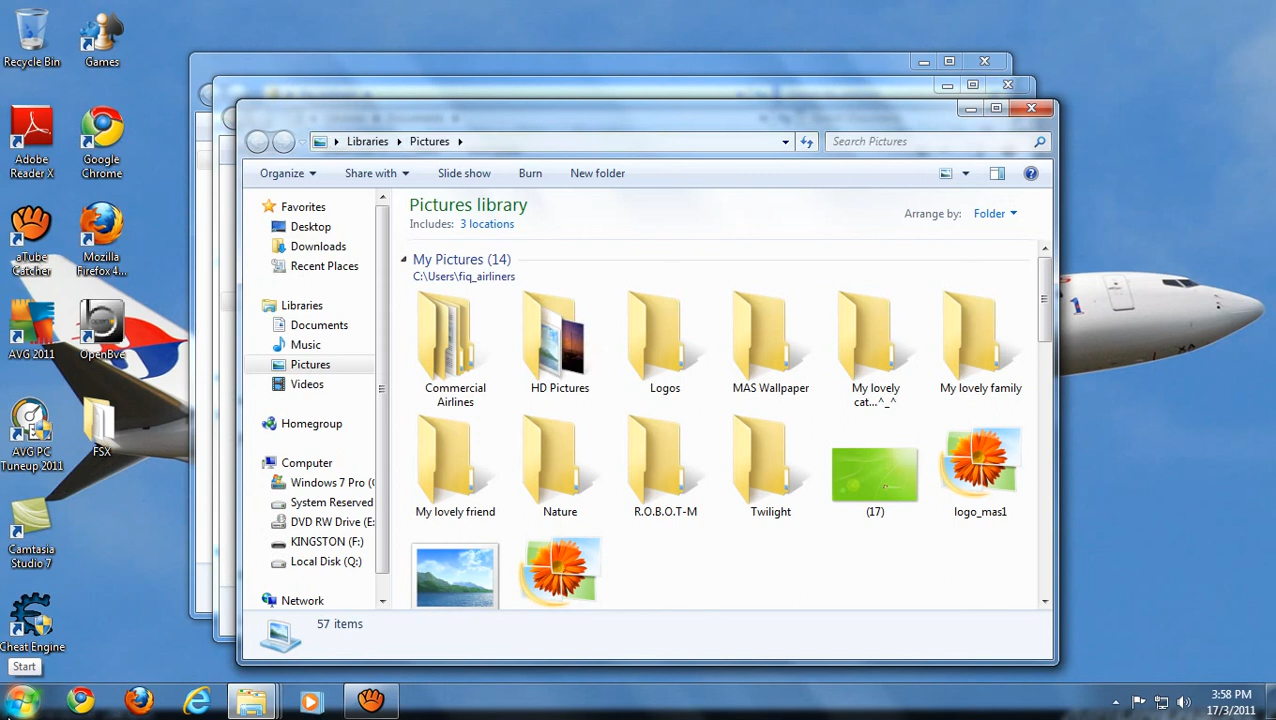 Recycle Bin
Games
Adobe
Reader X
Google
Chrome
aTube
Catcher
Mozilla
Firefox 4...
AVG 2011
OpenBve
AVG PC
Tuneup 2011
FSX
Camtasia
Studio 7
Cheat Engine
Start
Libraries
Pictures
Search Pictures
Organize
Share with
Slide show
Burn
New folder
Favorites
Desktop
Downloads
Recent Places
Libraries
Documents
Music
Pictures
Videos
Homegroup
Computer
Windows 7 Pro (
System Reserved
DVD RW Drive (E:
KINGSTON (F:)
Local Disk (Q:)
Network
Pictures library
Includes: 3 locations
Arrange by: Folder
My Pictures (14)
C:\Users\fiq_airliners
Commercial
Airlines
HD Pictures
Logos
MAS Wallpaper
My lovely
cat...^_^
My lovely family
My lovely friend
Nature
R.O.B.O.T-M
Twilight
(17)
logo_mas1
57 items
1
3:58 PM
17/3/2011